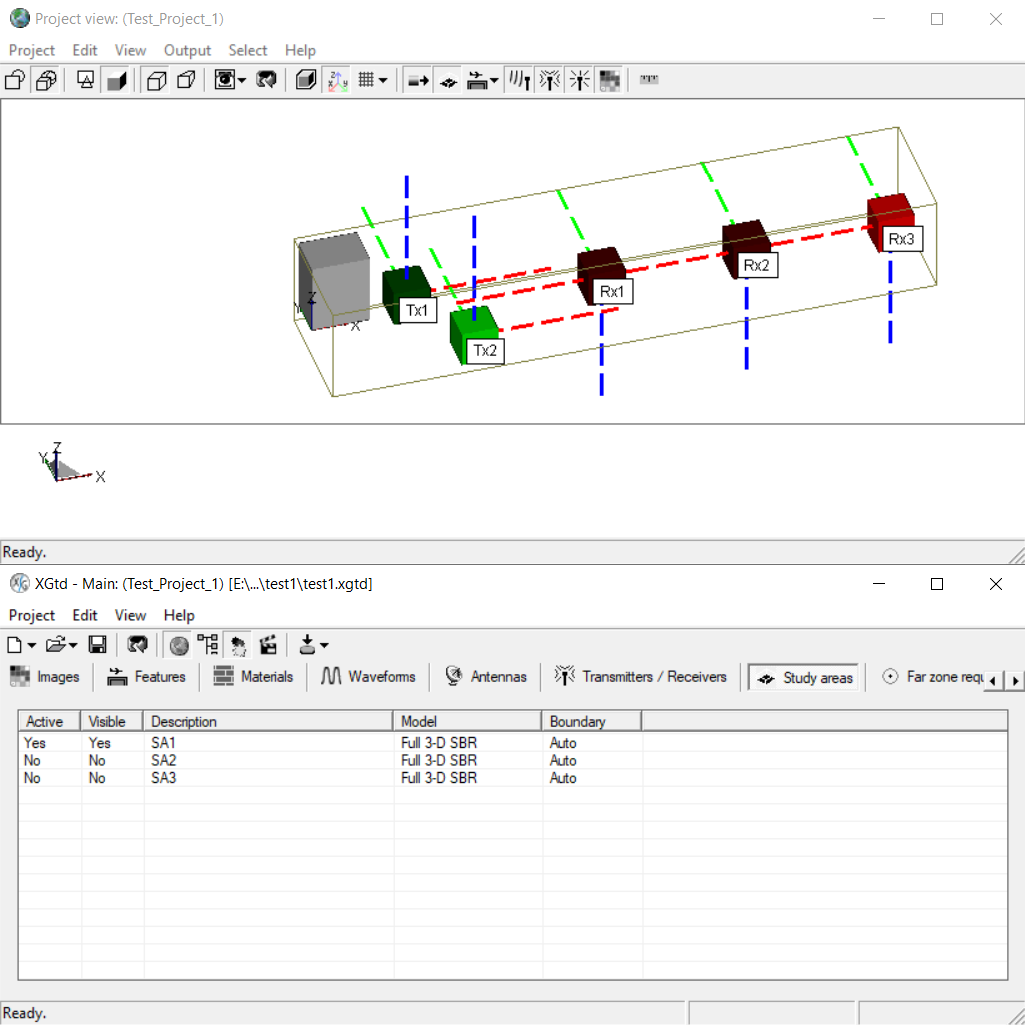 Project view: (Test_Project_1)
Project Edit View Output Select Help
Tx1
Tx2
Rx1
Rx2
Rx3
Z
Y
X
Z
Y
X
Ready.
XGtd - Main: (Test_Project_1) [E:\...\test1\test1.xgtd]
Project Edit View Help
Images Features Materials Waveforms Antennas Transmitters / Receivers Study areas Far zone requ
Active Visible Description Model Boundary
Yes Yes SA1 Full 3-D SBR Auto
No No SA2 Full 3-D SBR Auto
No No SA3 Full 3-D SBR Auto
Ready.